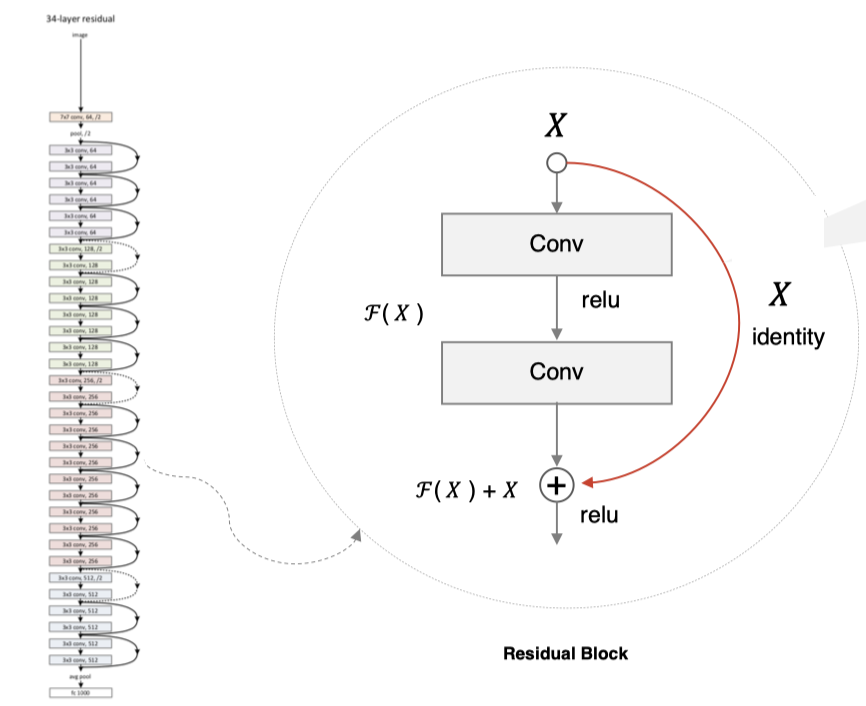 34-layer residual
image
7x7 conv, 64, /2
pool, /2
3x3 conv, 64
3x3 conv, 64
3x3 conv, 64
3x3 conv, 64
3x3 conv, 64
3x3 conv, 64
3x3 conv, 128, /2
3x3 conv, 128
3x3 conv, 128
3x3 conv, 128
3x3 conv, 128
3x3 conv, 128
3x3 conv, 128
3x3 conv, 128
3x3 conv, 256, /2
3x3 conv, 256
3x3 conv, 256
3x3 conv, 256
3x3 conv, 256
3x3 conv, 256
3x3 conv, 256
3x3 conv, 256
3x3 conv, 256
3x3 conv, 256
3x3 conv, 256
3x3 conv, 256
3x3 conv, 512, /2
3x3 conv, 512
3x3 conv, 512
3x3 conv, 512
3x3 conv, 512
3x3 conv, 512
avg pool
fc 1000
X
Conv
relu
ℱ( X )
X
identity
Conv
ℱ( X ) + X
+
relu
Residual Block